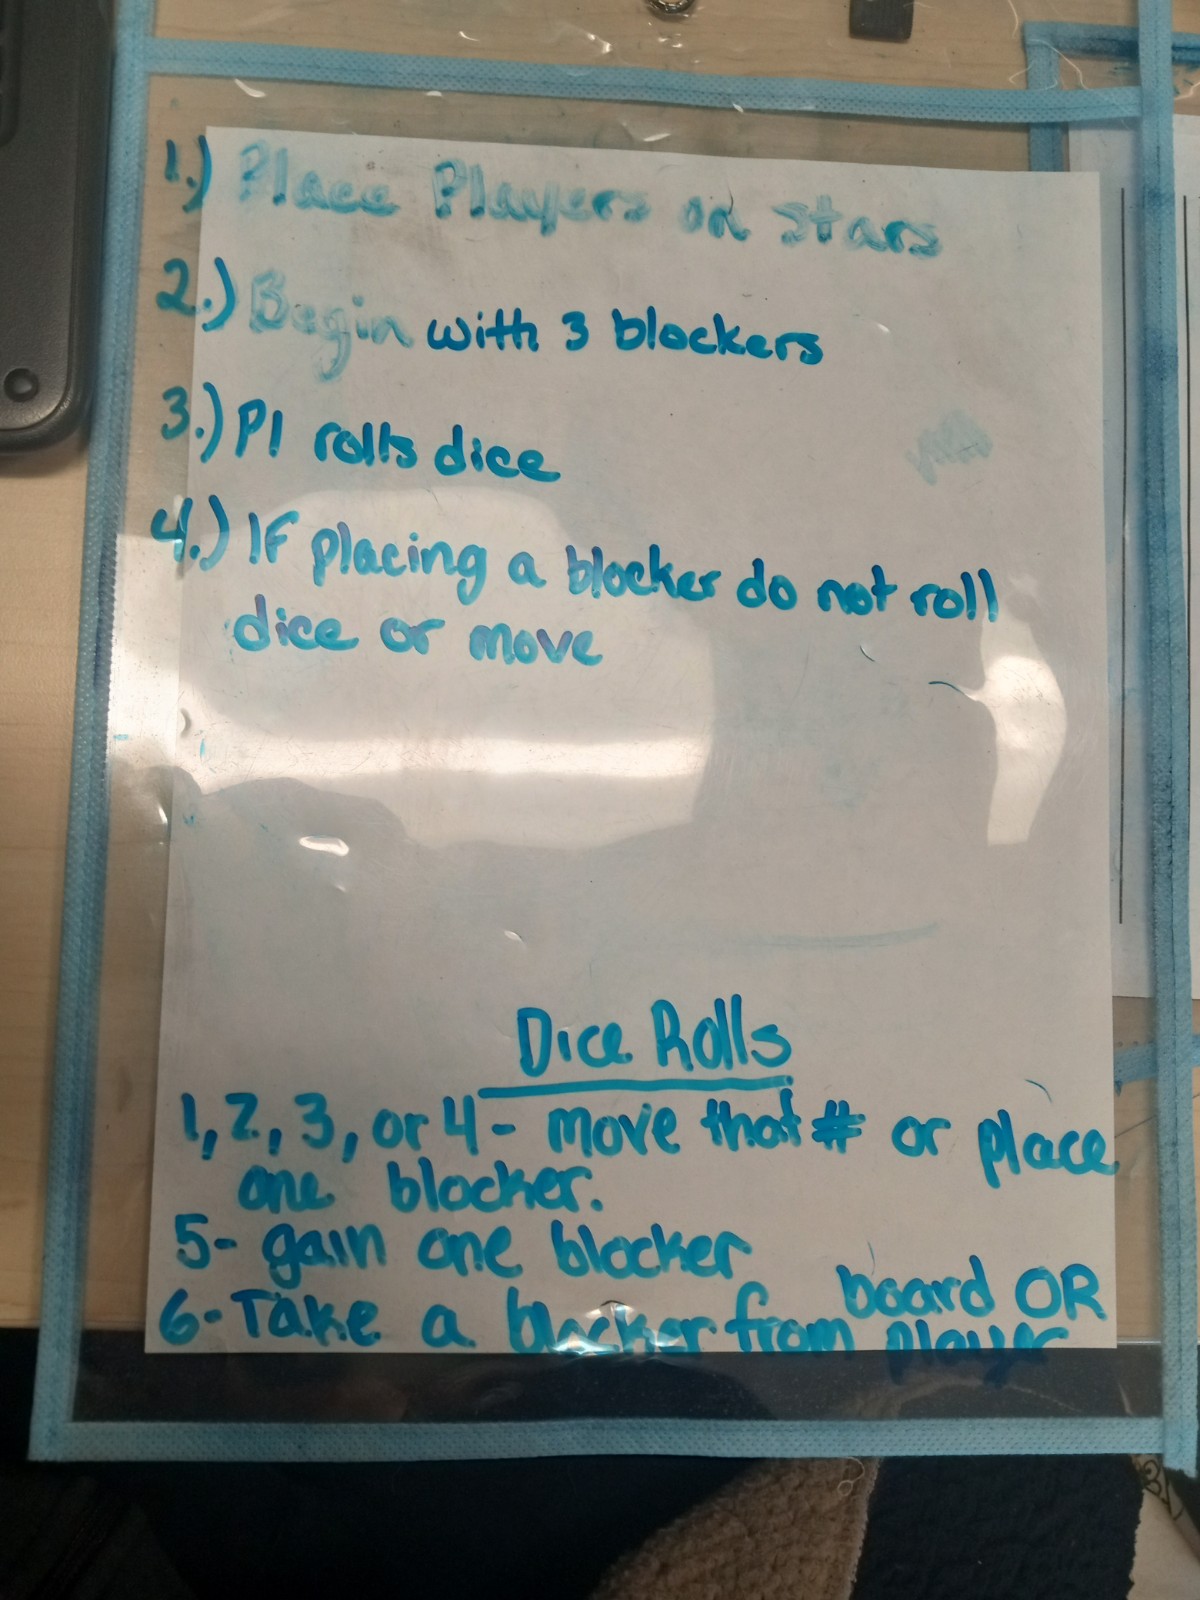 1.) Place Players on stars
2.) Begin with 3 blockers
3.) P1 rolls dice
4.) If placing a blocker do not roll
dice or move
Dice Rolls
1, 2, 3, or 4 - move that # or place
one blocker.
5 - gain one blocker
6 - Take a blocker from board OR
player